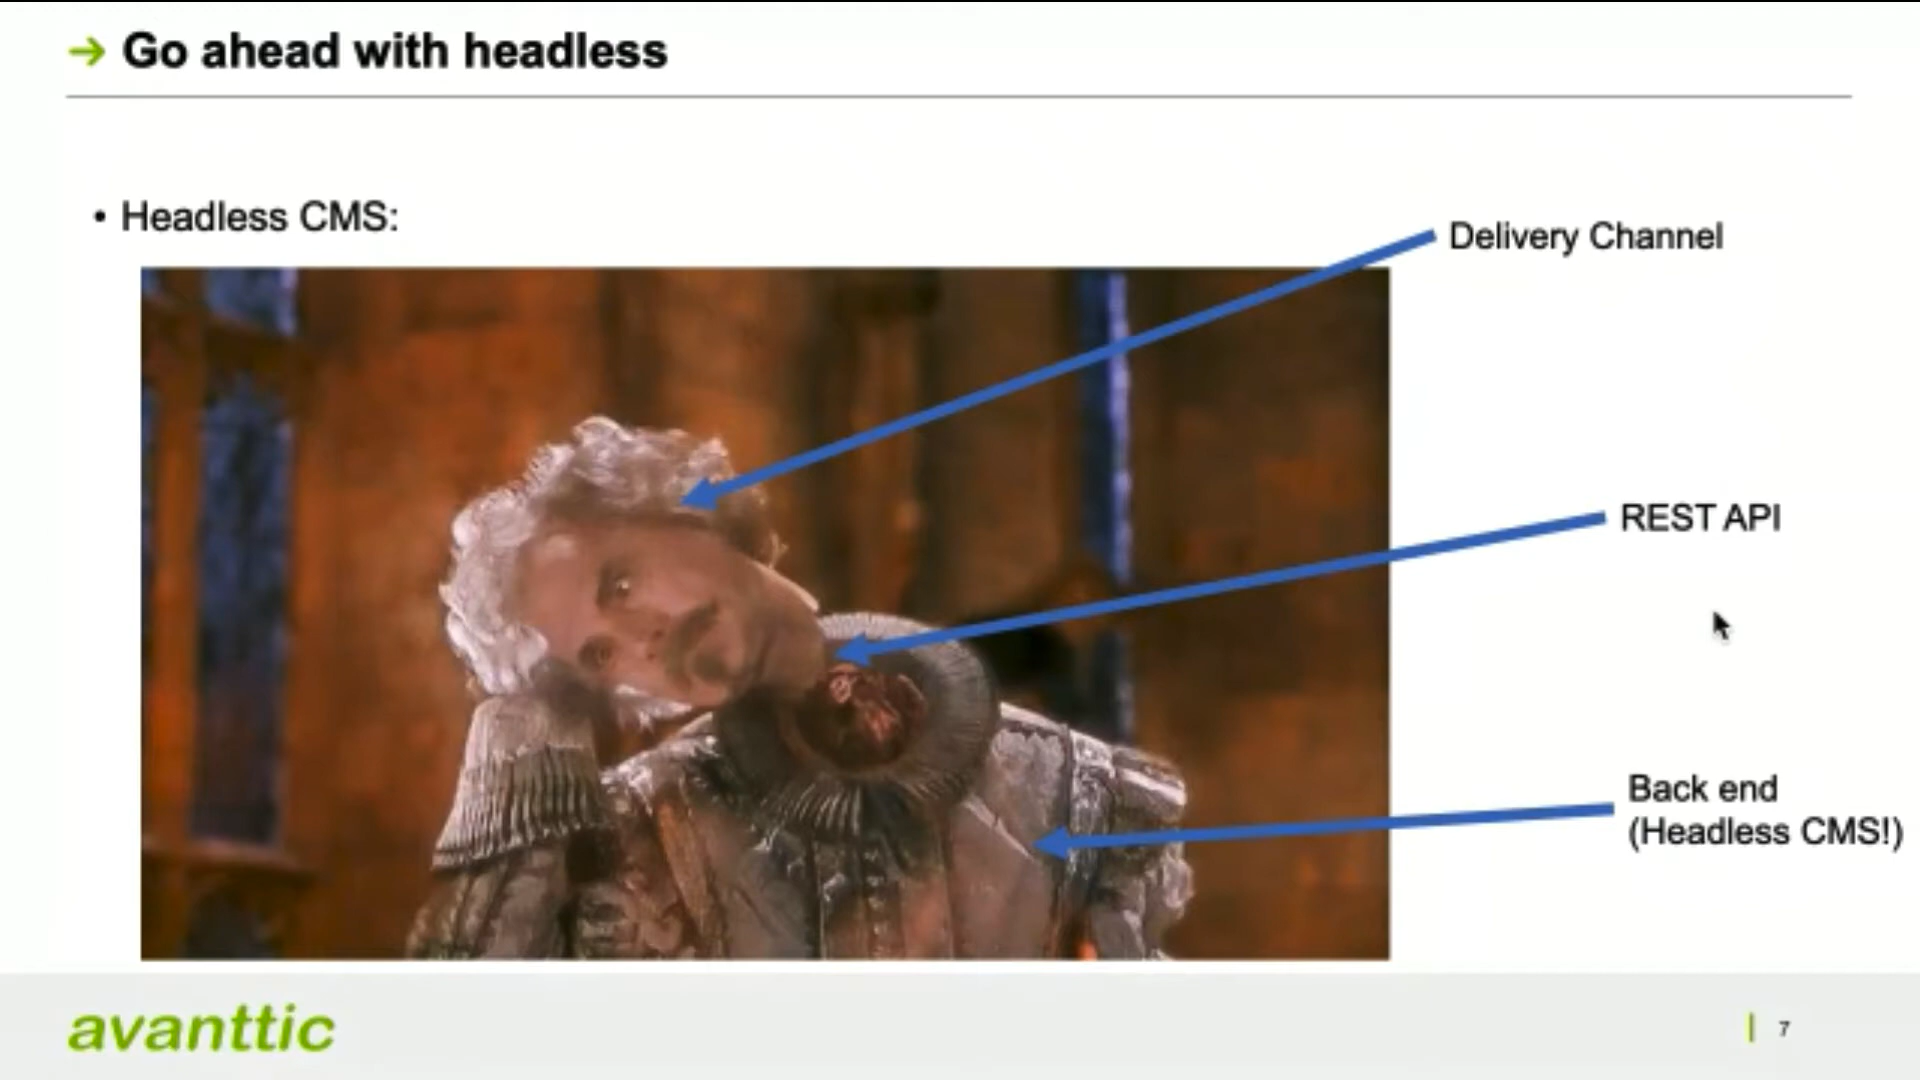 → Go ahead with headless
• Headless CMS:
Delivery Channel
REST API
Back end
(Headless CMS!)
avanttic
7